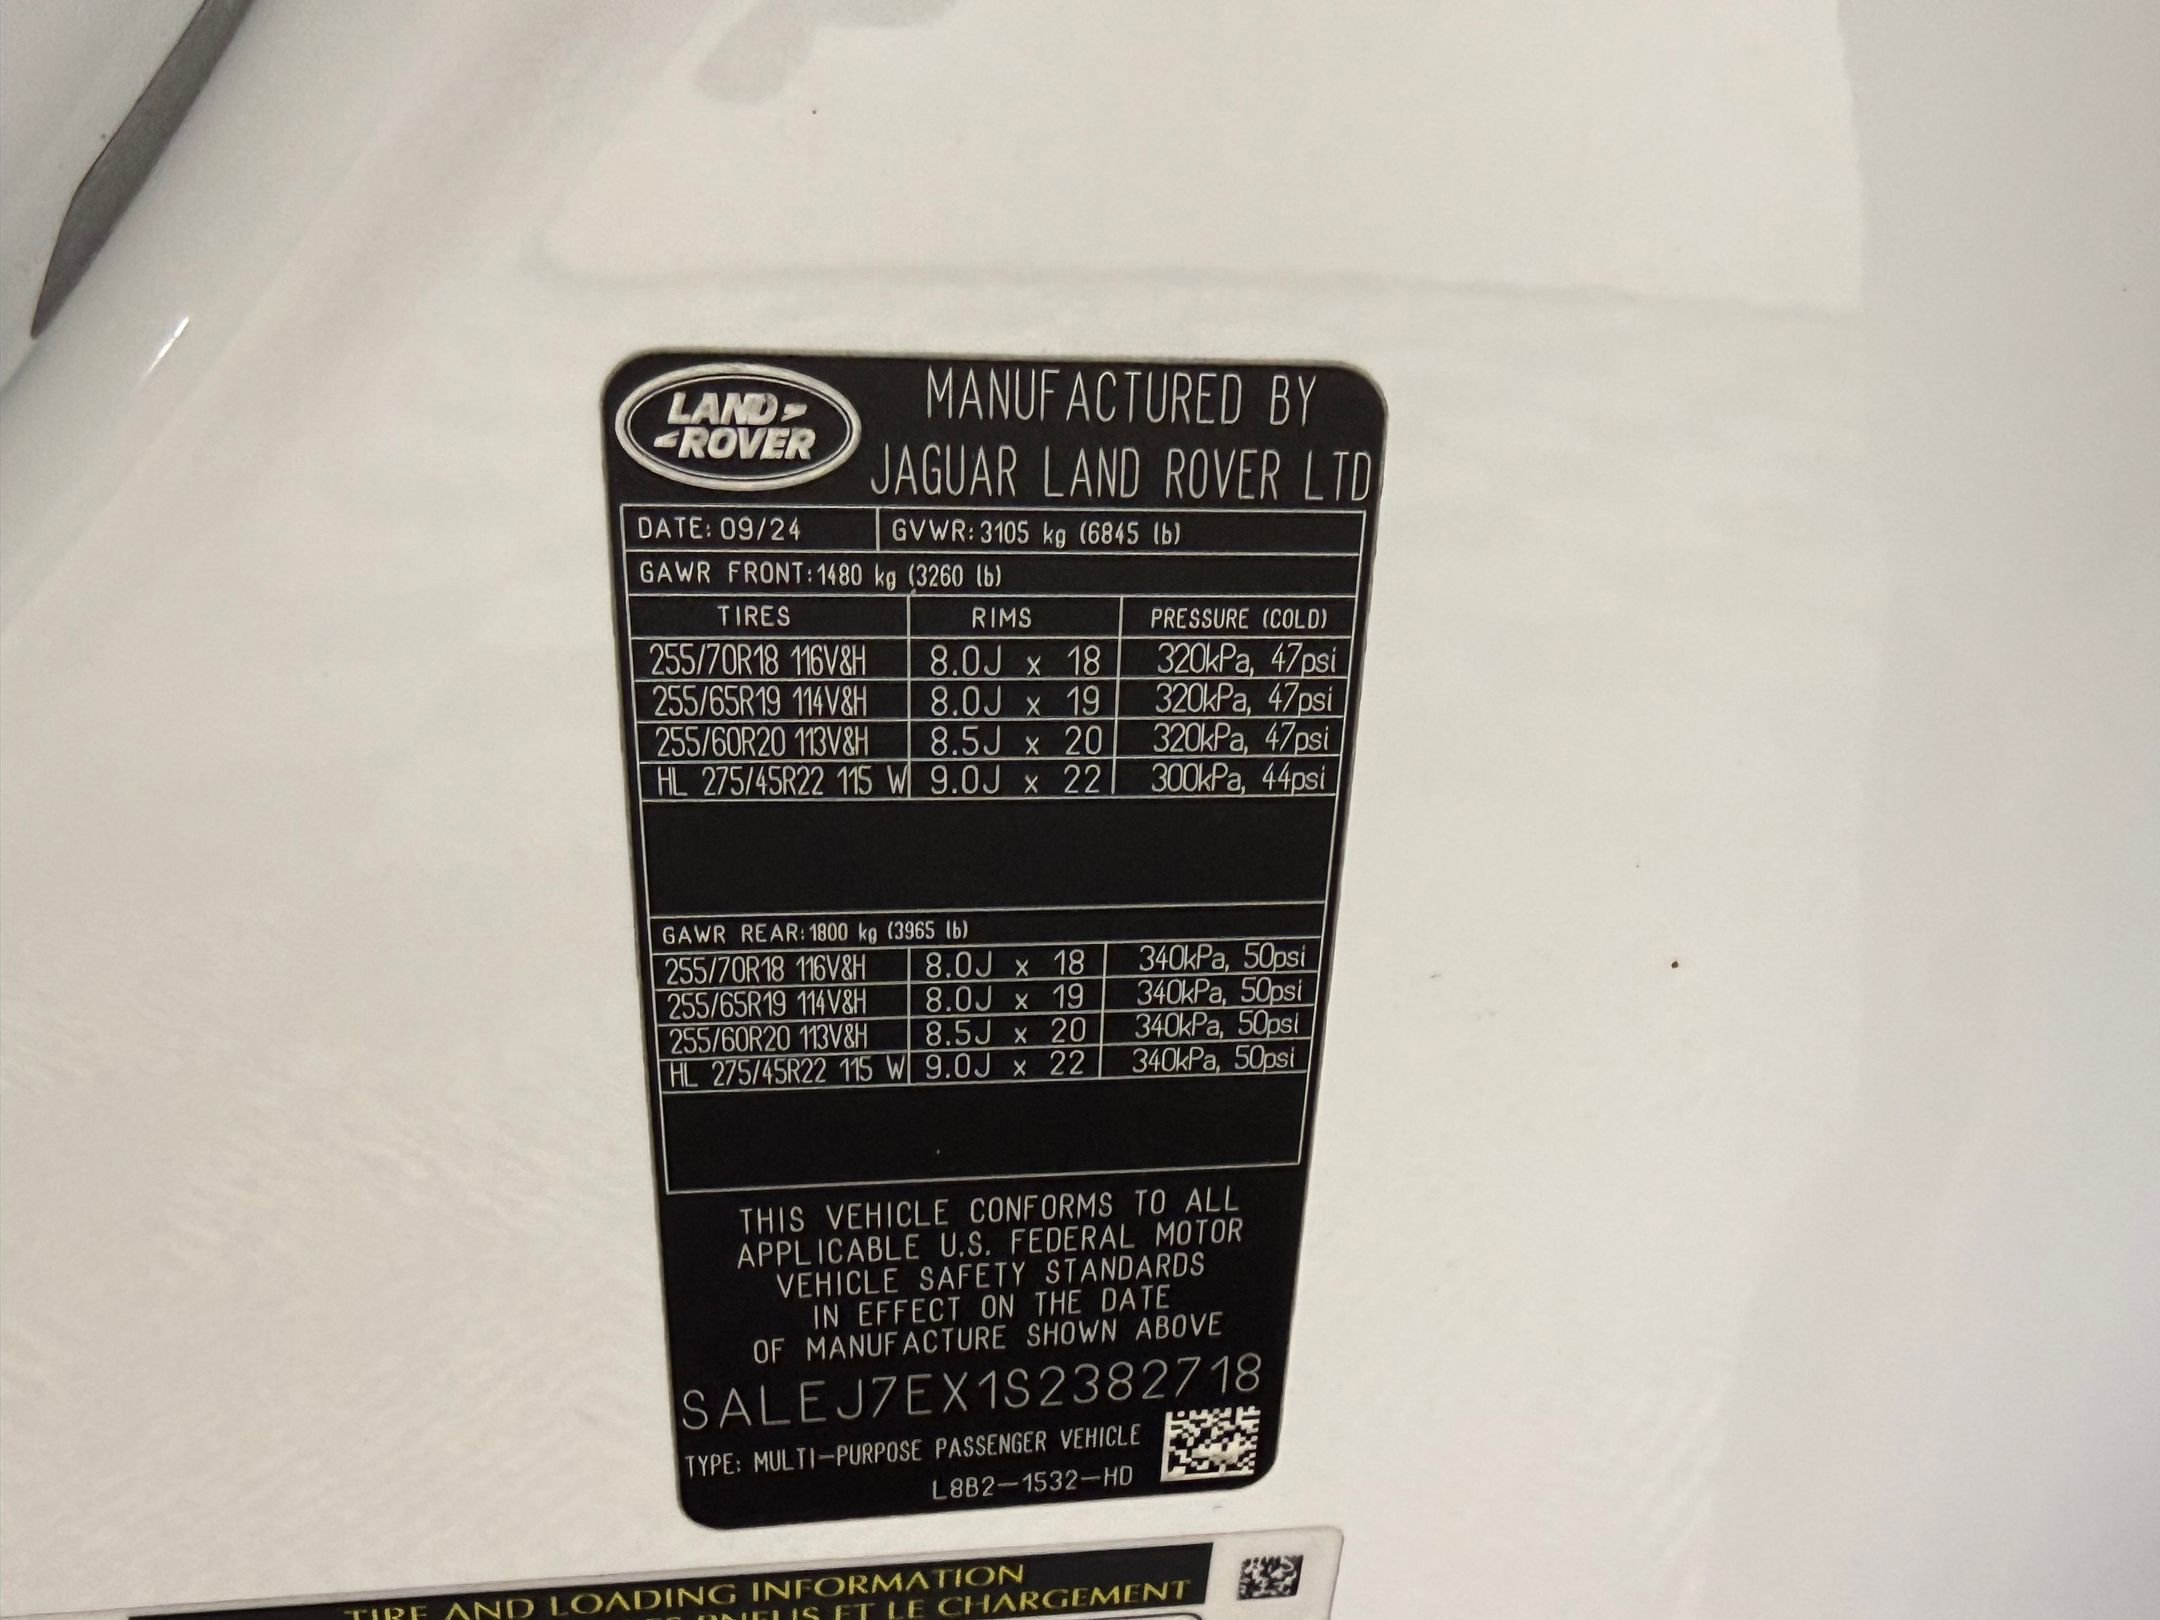 LAND
ROVER
MANUFACTURED BY
JAGUAR LAND ROVER LTD
DATE: 09/24 GVWR: 3105 kg (6845 lb)
GAWR FRONT: 1480 kg (3260 lb)
TIRES RIMS PRESSURE (COLD)
255/70R18 116V&H 8.0J x 18 320kPa, 47psi
255/65R19 114V&H 8.0J x 19 320kPa, 47psi
255/60R20 113V&H 8.5J x 20 320kPa, 47psi
HL 275/45R22 115 W 9.0J x 22 300kPa, 44psi
GAWR REAR: 1800 kg (3965 lb)
255/70R18 116V&H 8.0J x 18 340kPa, 50psi
255/65R19 114V&H 8.0J x 19 340kPa, 50psi
255/60R20 113V&H 8.5J x 20 340kPa, 50psi
HL 275/45R22 115 W 9.0J x 22 340kPa, 50psi
THIS VEHICLE CONFORMS TO ALL
APPLICABLE U.S. FEDERAL MOTOR
VEHICLE SAFETY STANDARDS
IN EFFECT ON THE DATE
OF MANUFACTURE SHOWN ABOVE
SALEJ7EX1S2382718
TYPE: MULTI-PURPOSE PASSENGER VEHICLE
L8B2-1532-HD
TIRE AND LOADING INFORMATION
PNEUS ET LE CHARGEMENT